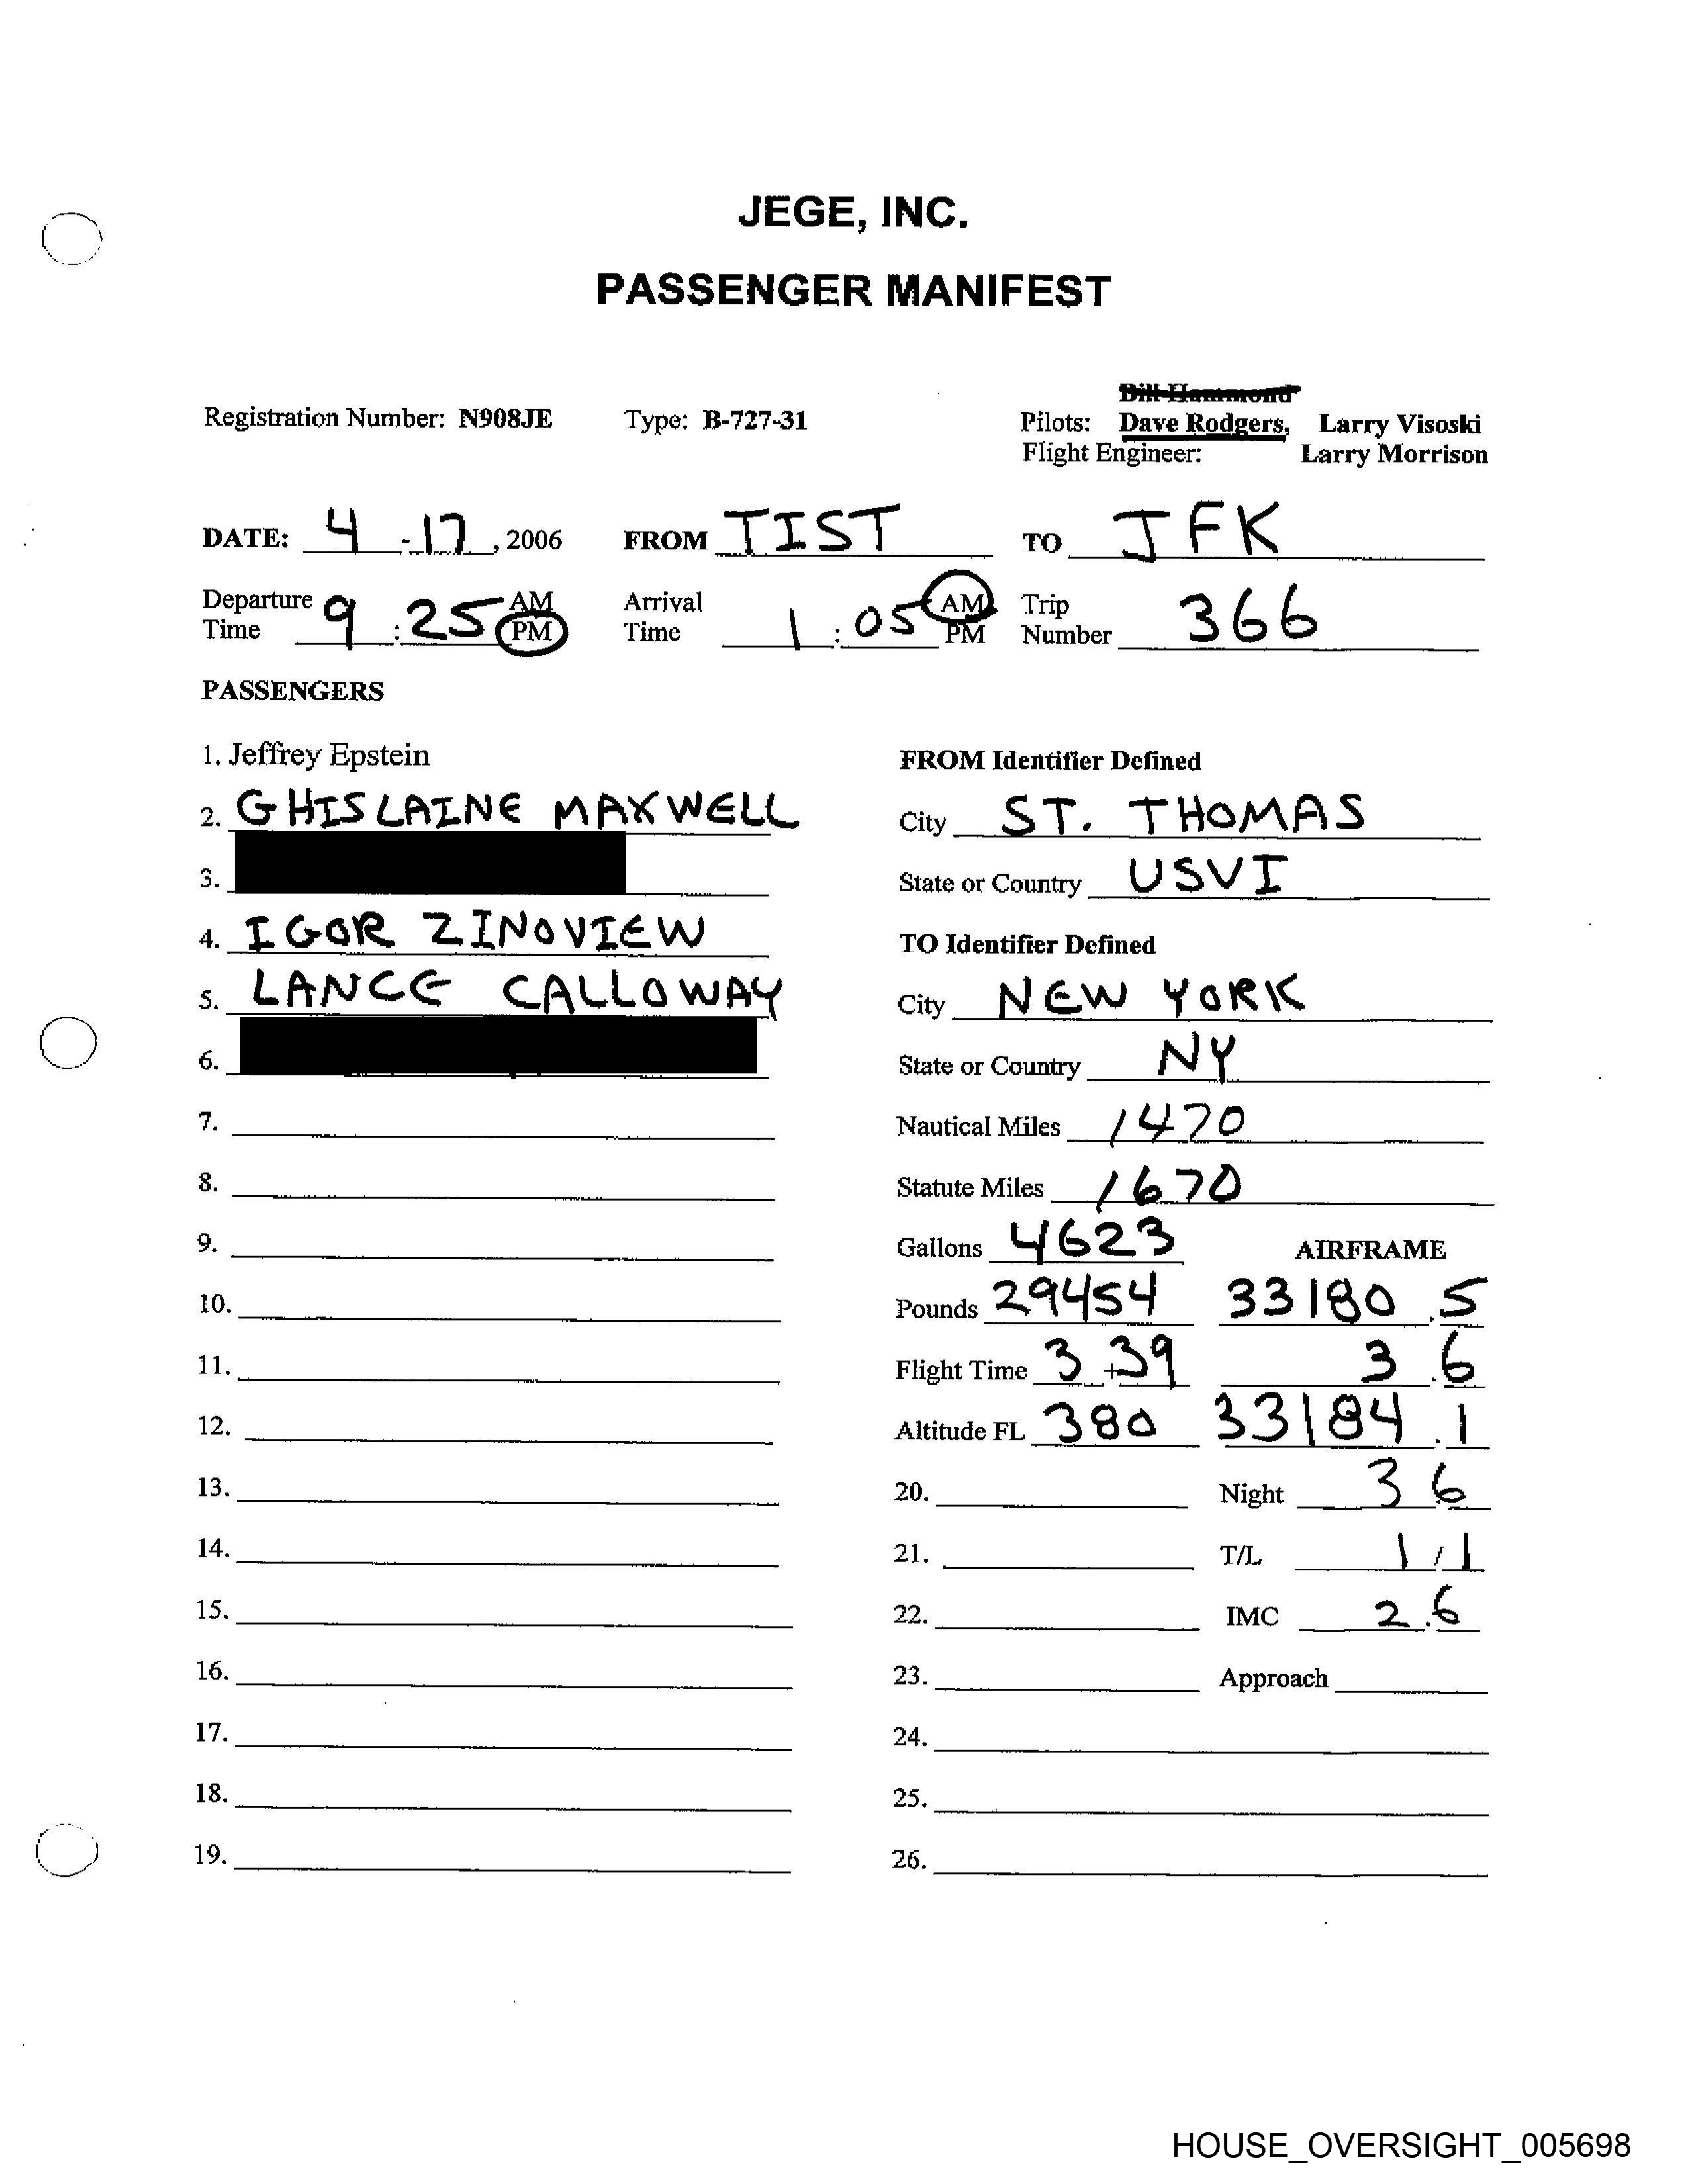 JEGE, INC.
PASSENGER MANIFEST
Bill Hammond
Registration Number: N908JE Type: B-727-31 Pilots: Dave Rodgers, Larry Visoski
Flight Engineer: Larry Morrison
DATE: 4 - 17, 2006 FROM TIST TO JFK
Departure Time 9:25 AM PM Arrival Time 1:05 AM PM Trip Number 366
PASSENGERS
1. Jeffrey Epstein
2. GHISLAINE MAXWELL
3.
4. IGOR ZINOVIEW
5. LANCE CALLOWAY
6.
7.
8.
9.
10.
11.
12.
13.
14.
15.
16.
17.
18.
19.
FROM Identifier Defined
City ST. THOMAS
State or Country USVI
TO Identifier Defined
City NEW YORK
State or Country NY
Nautical Miles 1470
Statute Miles 1670
Gallons 4623 AIRFRAME
Pounds 29454 33180.5
Flight Time 3+39 3.6
Altitude FL 380 33184.1
20. Night 3 6
21. T/L 1/1
22. IMC 2.6
23. Approach
24.
25.
26.
HOUSE_OVERSIGHT_005698